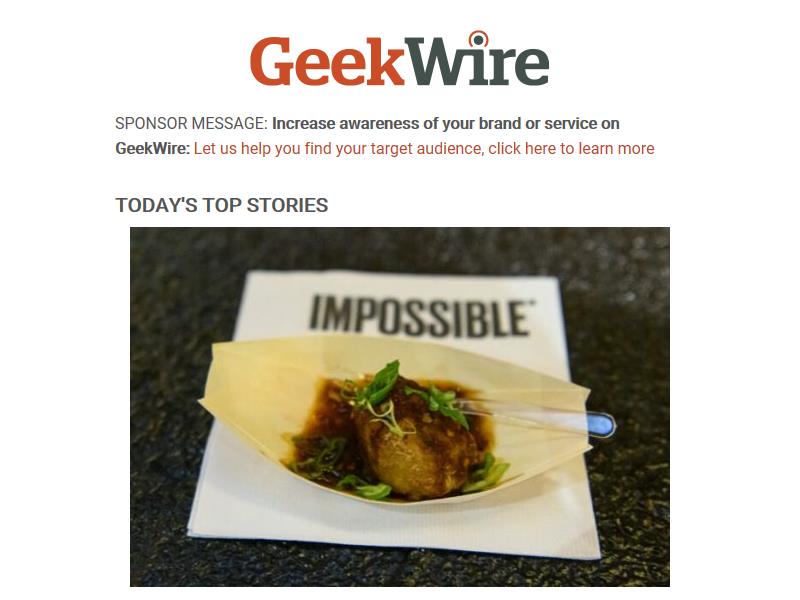 GeekWire
SPONSOR MESSAGE: Increase awareness of your brand or service on
GeekWire: Let us help you find your target audience, click here to learn more
TODAY'S TOP STORIES
IMPOSSIBLE